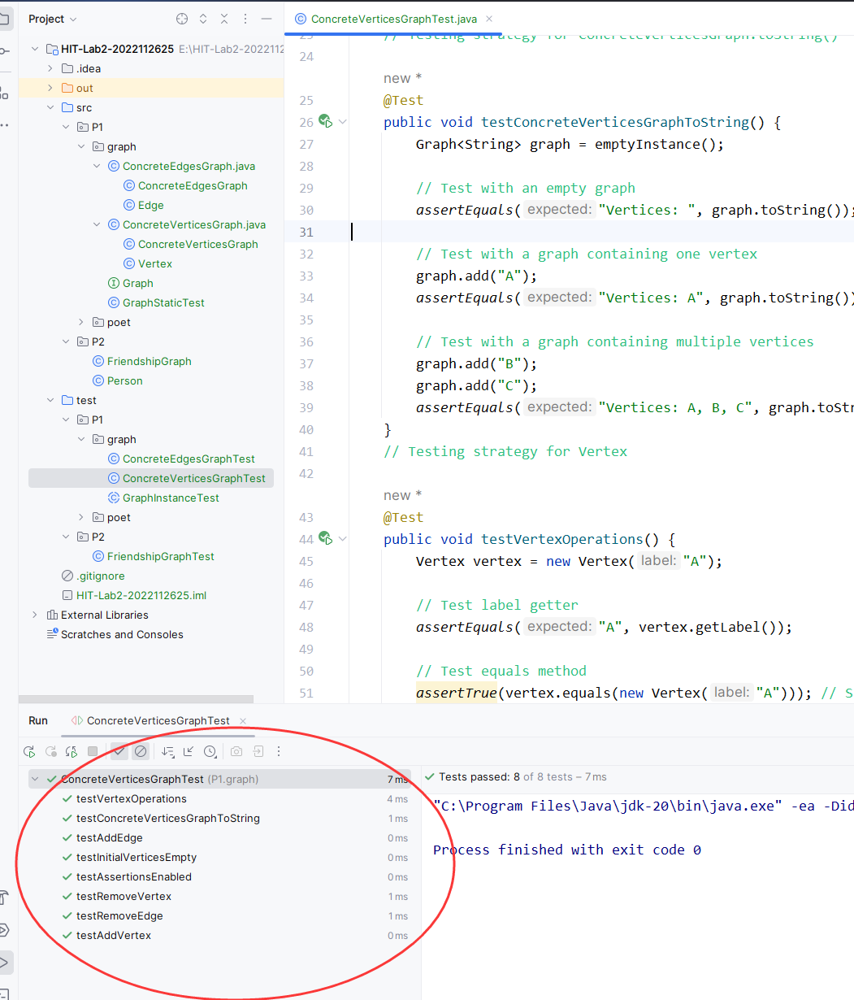 Project
HIT-Lab2-2022112625 E:\HIT-Lab2-2022112
.idea
out
src
P1
graph
ConcreteEdgesGraph.java
ConcreteEdgesGraph
Edge
ConcreteVerticesGraph.java
ConcreteVerticesGraph
Vertex
Graph
GraphStaticTest
poet
P2
FriendshipGraph
Person
test
P1
graph
ConcreteEdgesGraphTest
ConcreteVerticesGraphTest
GraphInstanceTest
poet
P2
FriendshipGraphTest
.gitignore
HIT-Lab2-2022112625.iml
External Libraries
Scratches and Consoles
ConcreteVerticesGraphTest.java
23 // Testing strategy for ConcreteVerticesGraph.toString()
24
new *
25 @Test
26 public void testConcreteVerticesGraphToString() {
27 Graph<String> graph = emptyInstance();
28
29 // Test with an empty graph
30 assertEquals( expected: "Vertices: ", graph.toString());
31
32 // Test with a graph containing one vertex
33 graph.add("A");
34 assertEquals( expected: "Vertices: A", graph.toString())
35
36 // Test with a graph containing multiple vertices
37 graph.add("B");
38 graph.add("C");
39 assertEquals( expected: "Vertices: A, B, C", graph.toStr
40 }
41 // Testing strategy for Vertex
42
new *
43 @Test
44 public void testVertexOperations() {
45 Vertex vertex = new Vertex( label: "A");
46
47 // Test label getter
48 assertEquals( expected: "A", vertex.getLabel());
49
50 // Test equals method
51 assertTrue(vertex.equals(new Vertex( label: "A"))); // S
Run ConcreteVerticesGraphTest
ConcreteVerticesGraphTest (P1.graph) 7 ms
testVertexOperations 4 ms
testConcreteVerticesGraphToString 1 ms
testAddEdge 0 ms
testInitialVerticesEmpty 0 ms
testAssertionsEnabled 0 ms
testRemoveVertex 1 ms
testRemoveEdge 1 ms
testAddVertex 0 ms
Tests passed: 8 of 8 tests – 7 ms
"C:\Program Files\Java\jdk-20\bin\java.exe" -ea -Did
Process finished with exit code 0